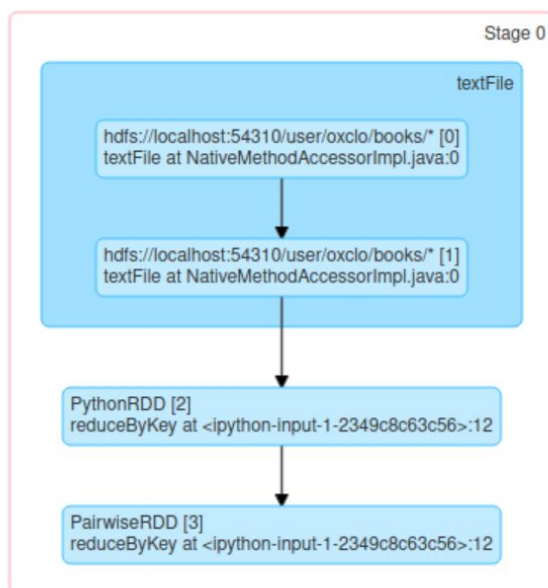 Stage 0
textFile
hdfs://localhost:54310/user/oxclo/books/* [0]
textFile at NativeMethodAccessorImpl.java:0
hdfs://localhost:54310/user/oxclo/books/* [1]
textFile at NativeMethodAccessorImpl.java:0
PythonRDD [2]
reduceByKey at <ipython-input-1-2349c8c63c56>:12
PairwiseRDD [3]
reduceByKey at <ipython-input-1-2349c8c63c56>:12